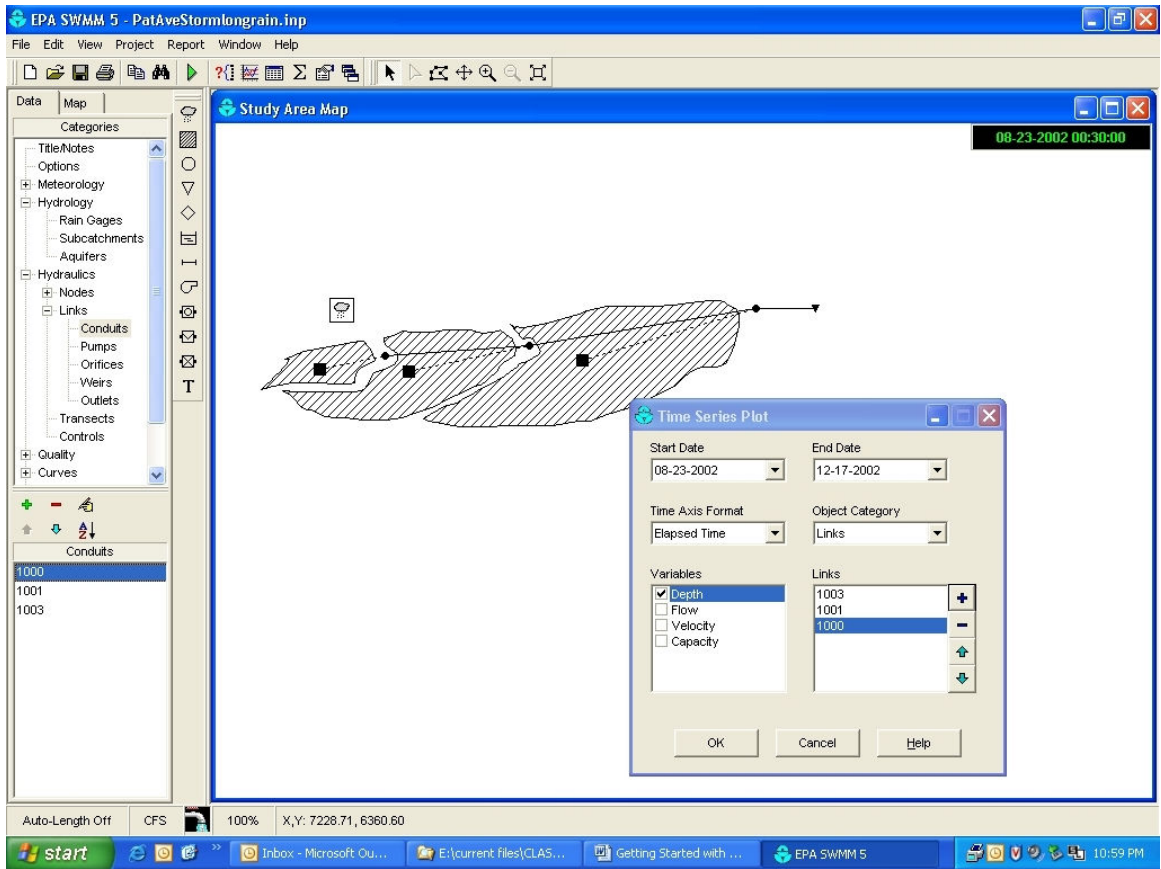 EPA SWMM 5 - PatAveStormlongrain.inp
File Edit View Project Report Window Help
Data Map
Categories
Title/Notes
Options
Meteorology
Hydrology
Rain Gages
Subcatchments
Aquifers
Hydraulics
Nodes
Links
Conduits
Pumps
Orifices
Weirs
Outlets
Transects
Controls
Quality
Curves
Conduits
1000
1001
1003
T
Study Area Map
08-23-2002 00:30:00
Time Series Plot
Start Date End Date
08-23-2002 12-17-2002
Time Axis Format Object Category
Elapsed Time Links
Variables Links
Depth 1003
Flow 1001
Velocity 1000
Capacity
OK Cancel Help
Auto-Length Off CFS 100% X,Y: 7228.71, 6360.60
start Inbox - Microsoft Ou... E:\current files\CLAS... Getting Started with ... EPA SWMM 5 10:59 PM